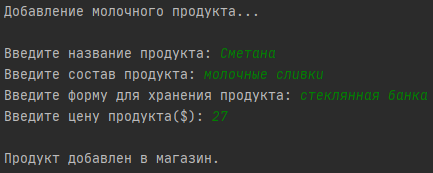 Добавление молочного продукта...
Введите название продукта: Сметана
Введите состав продукта: молочные сливки
Введите форму для хранения продукта: стеклянная банка
Введите цену продукта($): 27
Продукт добавлен в магазин.